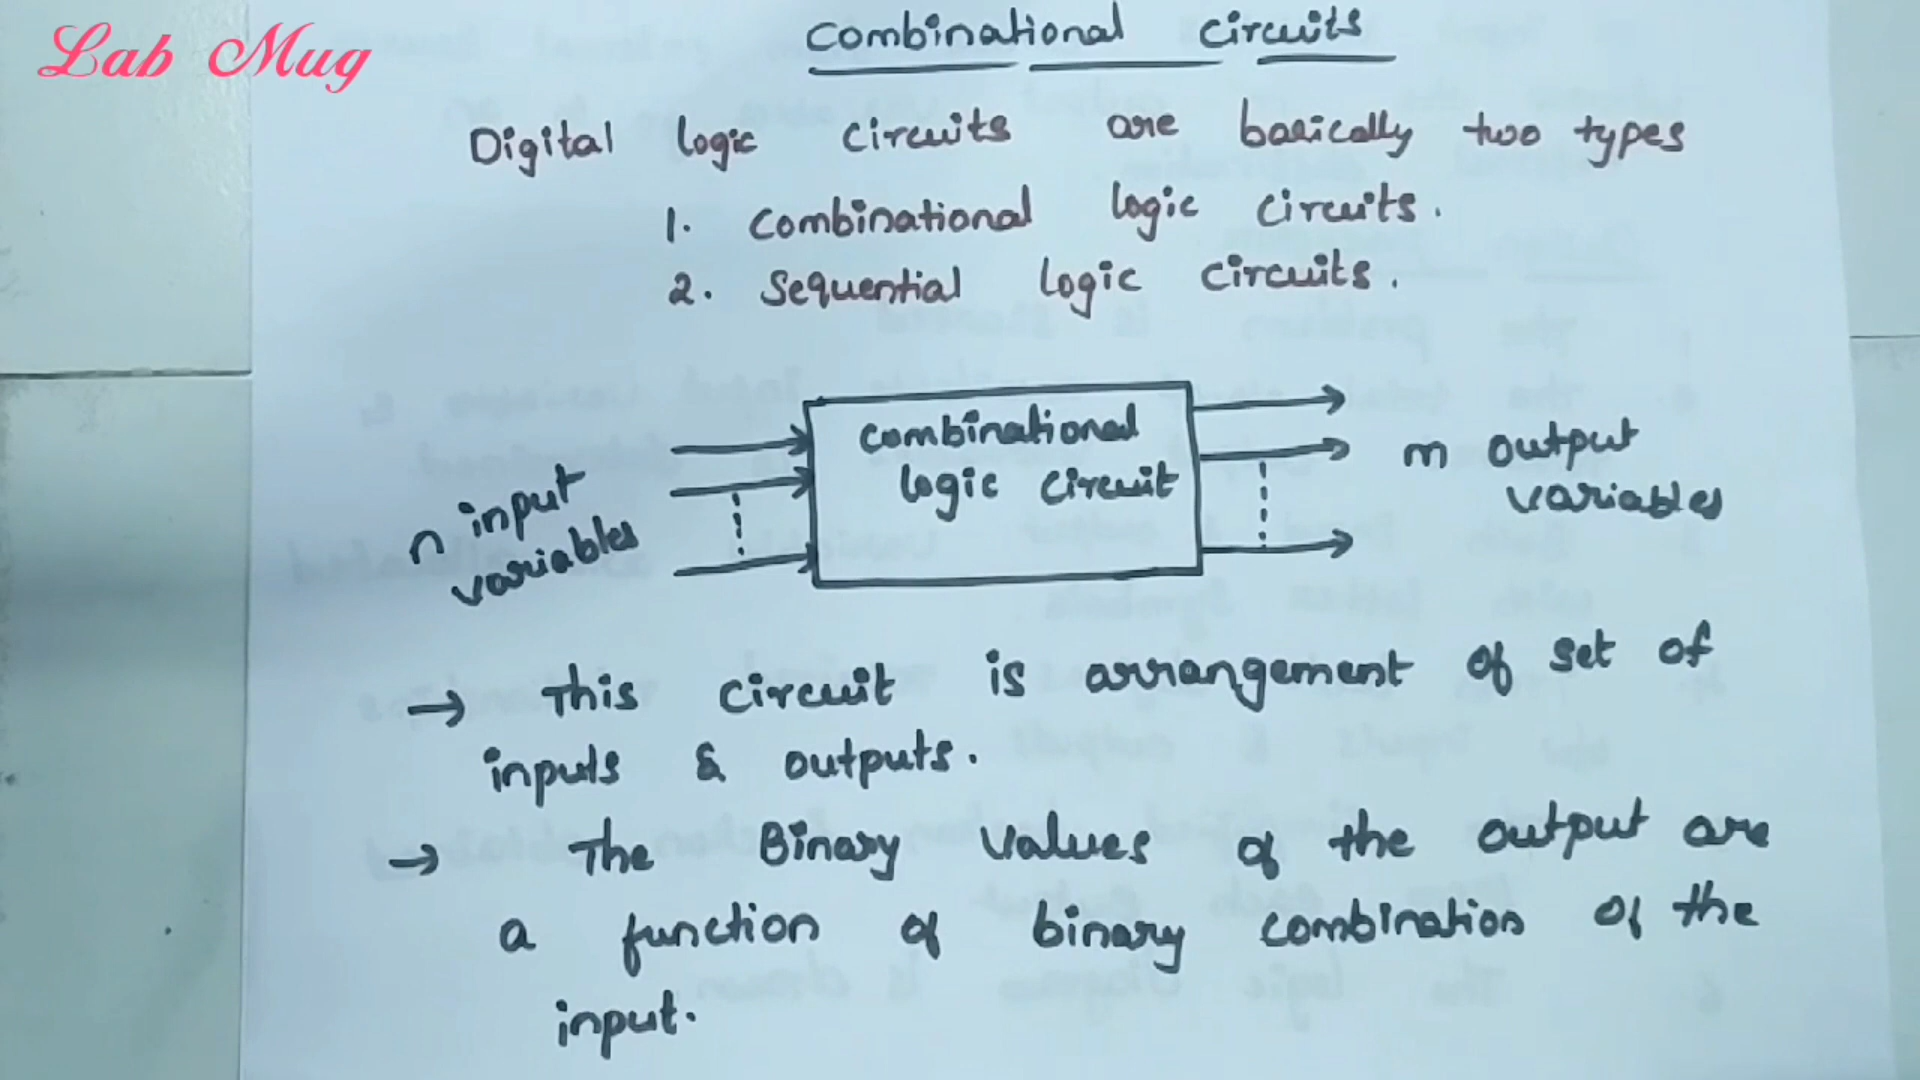 Lab Mug
Combinational Circuits
Digital logic circuits are basically two types
1. Combinational logic circuits.
2. Sequential logic circuits.
n input variables
combinational
logic circuit
m output
variables
→ This circuit is arrangement of set of
inputs & outputs.
→ The Binary values of the output are
a function of binary combination of the
input.